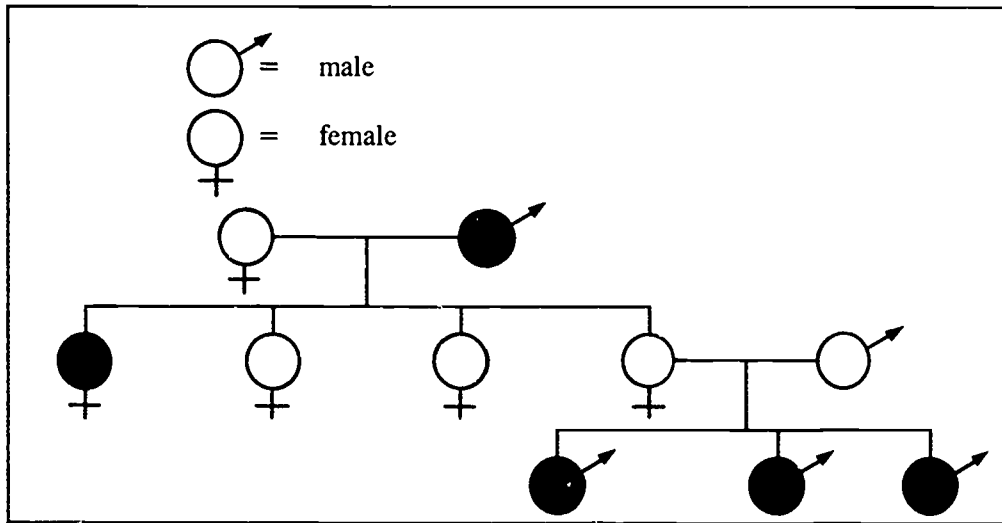 = male
= female